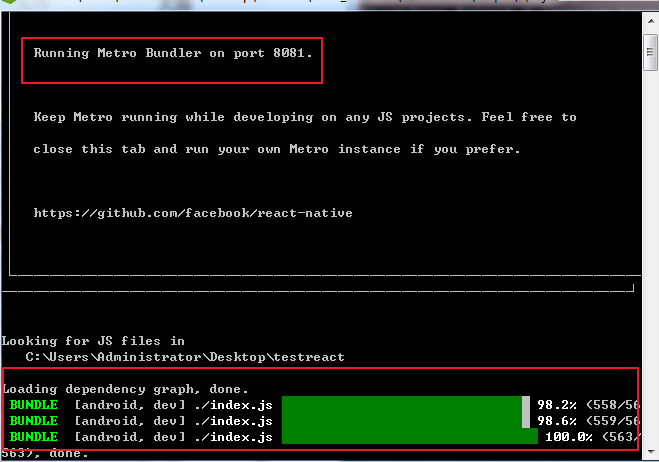 Running Metro Bundler on port 8081.
Keep Metro running while developing on any JS projects. Feel free to
close this tab and run your own Metro instance if you prefer.
https://github.com/facebook/react-native
Looking for JS files in
C:\Users\Administrator\Desktop\testreact
Loading dependency graph, done.
BUNDLE [android, dev] ./index.js 98.2% (558/56
BUNDLE [android, dev] ./index.js 98.6% (559/56
BUNDLE [android, dev] ./index.js 100.0% (563/
563), done.